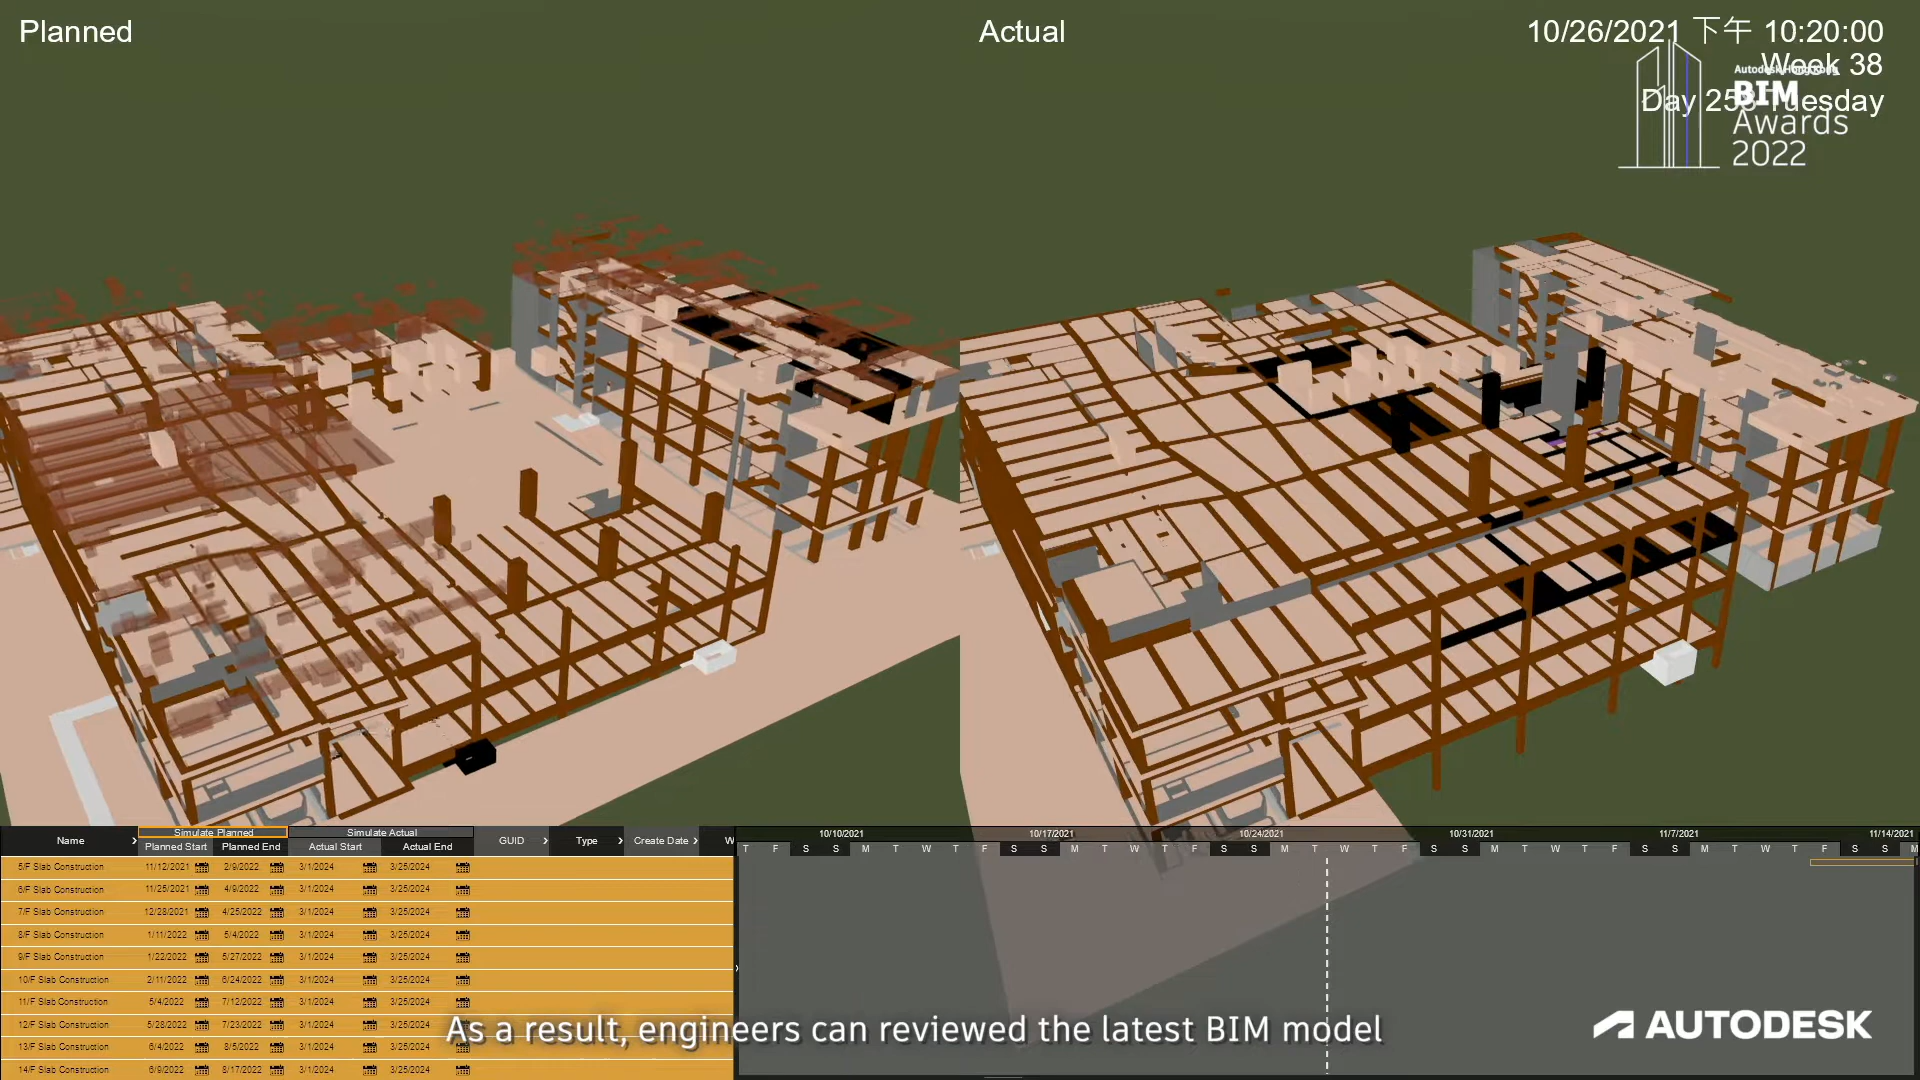 Planned
Actual
10/26/2021 下午 10:20:00
Week 38
Day Tuesday
Autodesk Hong Kong
BIM
Awards
2022
Name
Simulate Planned
Simulate Actual
Planned Start
Planned End
Actual Start
Actual End
GUID
Type
Create Date
W
10/10/2021
10/17/2021
10/24/2021
10/31/2021
11/7/2021
11/14/2021
T F S S M T W T F S S M T W T F S S M T W T F S S M T W T F S S M T W T F S S M
5/F Slab Construction 11/12/2021 2/9/2022 3/1/2024 3/25/2024
6/F Slab Construction 11/25/2021 4/9/2022 3/1/2024 3/25/2024
7/F Slab Construction 12/28/2021 4/25/2022 3/1/2024 3/25/2024
8/F Slab Construction 1/11/2022 5/4/2022 3/1/2024 3/25/2024
9/F Slab Construction 1/22/2022 5/27/2022 3/1/2024 3/25/2024
10/F Slab Construction 2/11/2022 6/24/2022 3/1/2024 3/25/2024
11/F Slab Construction 5/4/2022 7/12/2022 3/1/2024 3/25/2024
12/F Slab Construction 5/28/2022 7/23/2022 3/1/2024 3/25/2024
13/F Slab Construction 6/4/2022 8/5/2022 3/1/2024 3/25/2024
14/F Slab Construction 6/9/2022 8/17/2022 3/1/2024 3/25/2024
As a result, engineers can reviewed the latest BIM model
AUTODESK